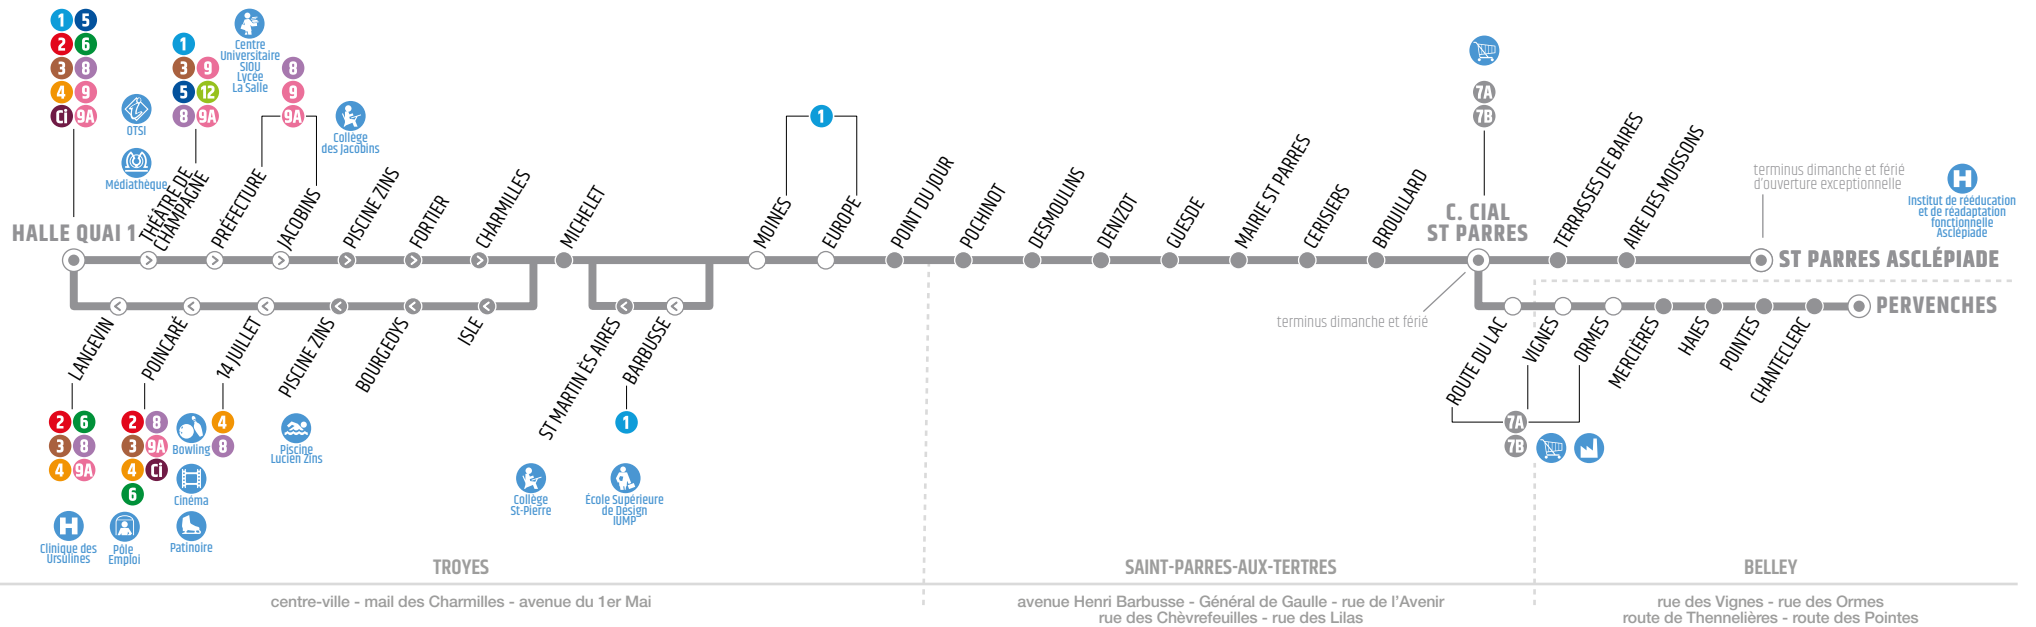 1 5
2 6
3 8
4 9
Ci 9A
OTSI
Médiathèque
1
3 9
5 12
8 9A
Centre
Universitaire
SIOU
Lycée
La Salle
8
9
9A
Collège
des Jacobins
1
7A
7B
terminus dimanche et férié
d'ouverture exceptionnelle
Institut de rééducation
et de réadaptation
fonctionnelle
Asclépiade
HALLE QUAI 1
THÉÂTRE DE
CHAMPAGNE
PRÉFECTURE
JACOBINS
PISCINE ZINS
FORTIER
CHARMILLES
MICHELET
MOINES
EUROPE
POINT DU JOUR
POCHINOT
DESMOULINS
DENIZOT
GUESDE
MAIRIE ST PARRES
CERISIERS
BROUILLARD
C. CIAL
ST PARRES
TERRASSES DE BAIRES
AIRE DES MOISSONS
ST PARRES ASCLÉPIADE
terminus dimanche et férié
LANGEVIN
POINCARÉ
14 JUILLET
PISCINE ZINS
BOURGEOYS
ISLE
ST MARTIN ÈS AIRES
BARBUSSE
ROUTE DU LAC
VIGNES
ORMES
MERCIÈRES
HAIES
POINTES
CHANTECLERC
PERVENCHES
2 6
3 8
4 9A
Clinique des
Ursulines
2 8
3 9A
4 Ci
6
Pôle
Emploi
Bowling
Cinéma
Patinoire
4
8
Piscine
Lucien Zins
Collège
St-Pierre
1
École Supérieure
de Design
IUMP
7A
7B
TROYES
SAINT-PARRES-AUX-TERTRES
BELLEY
centre-ville - mail des Charmilles - avenue du 1er Mai
avenue Henri Barbusse - Général de Gaulle - rue de l'Avenir
rue des Chèvrefeuilles - rue des Lilas
rue des Vignes - rue des Ormes
route de Thennelières - route des Pointes